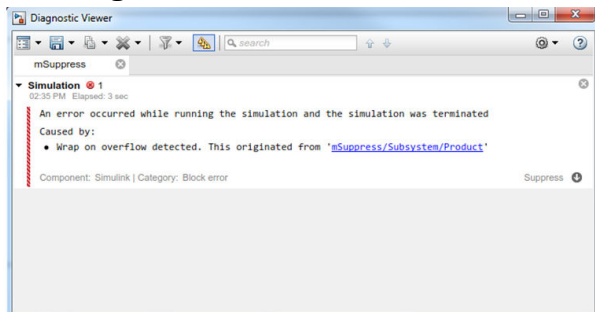 Diagnostic Viewer
search
mSuppress
Simulation 1
02:35 PM Elapsed: 3 sec
An error occurred while running the simulation and the simulation was terminated
Caused by:
• Wrap on overflow detected. This originated from 'mSuppress/Subsystem/Product'
Component: Simulink | Category: Block error Suppress